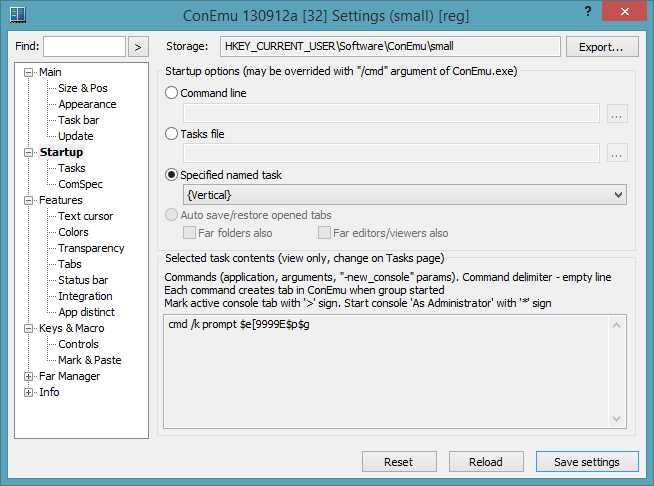 ConEmu 130912a [32] Settings (small) [reg]
Find:
>
Storage:
HKEY_CURRENT_USER\Software\ConEmu\small
Export...
Main
Size & Pos
Appearance
Task bar
Update
Startup
Tasks
ComSpec
Features
Text cursor
Colors
Transparency
Tabs
Status bar
Integration
App distinct
Keys & Macro
Controls
Mark & Paste
Far Manager
Info
Startup options (may be overrided with "/cmd" argument of ConEmu.exe)
Command line
...
Tasks file
...
Specified named task
{Vertical}
Auto save/restore opened tabs
Far folders also
Far editors/viewers also
Selected task contents (view only, change on Tasks page)
Commands (application, arguments, "-new_console" params). Command delimiter - empty line
Each command creates tab in ConEmu when group started
Mark active console tab with '>' sign. Start console 'As Administrator' with '*' sign
cmd /k prompt $e[9999E$p$g
Reset
Reload
Save settings